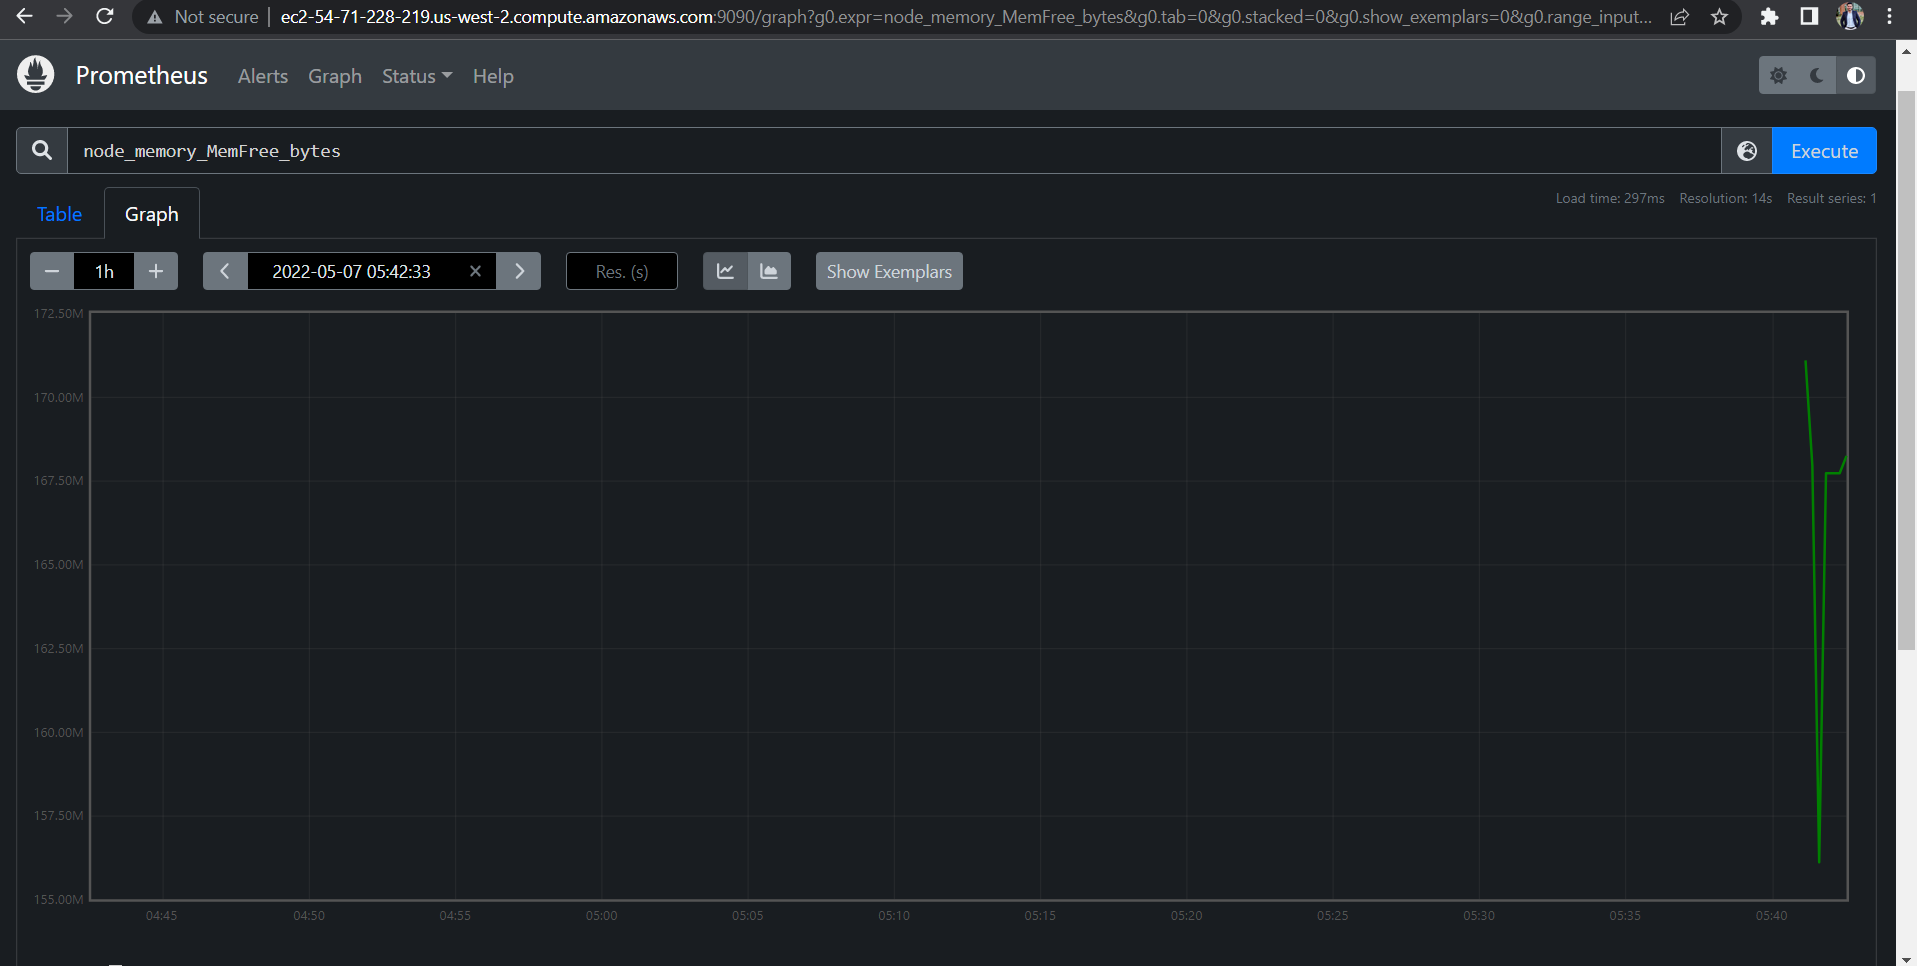 Not secure | ec2-54-71-228-219.us-west-2.compute.amazonaws.com:9090/graph?g0.expr=node_memory_MemFree_bytes&g0.tab=0&g0.stacked=0&g0.show_exemplars=0&g0.range_input...
Prometheus Alerts Graph Status Help
node_memory_MemFree_bytes Execute
Load time: 297ms Resolution: 14s Result series: 1
Table Graph
1h 2022-05-07 05:42:33 Res. (s) Show Exemplars
172.50M
170.00M
167.50M
165.00M
162.50M
160.00M
157.50M
155.00M
04:45 04:50 04:55 05:00 05:05 05:10 05:15 05:20 05:25 05:30 05:35 05:40